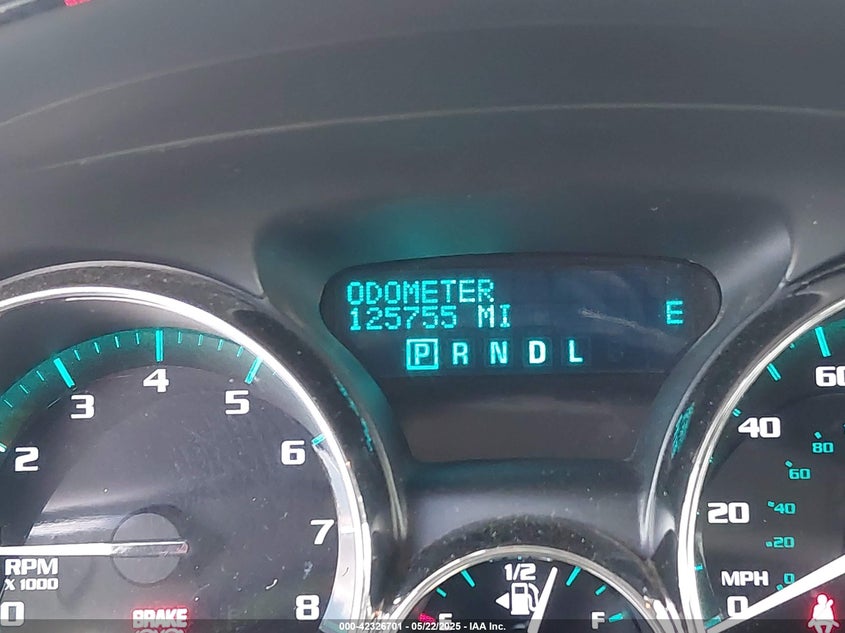 ODOMETER
125755 MI
E
P R N D L
2 3 4 5 6 7 8
0
RPM
X 1000
BRAKE
1/2
E F
60
40
20
0
80
60
40
20
0
MPH
000-42326701 - 05/22/2025 - IAA Inc.